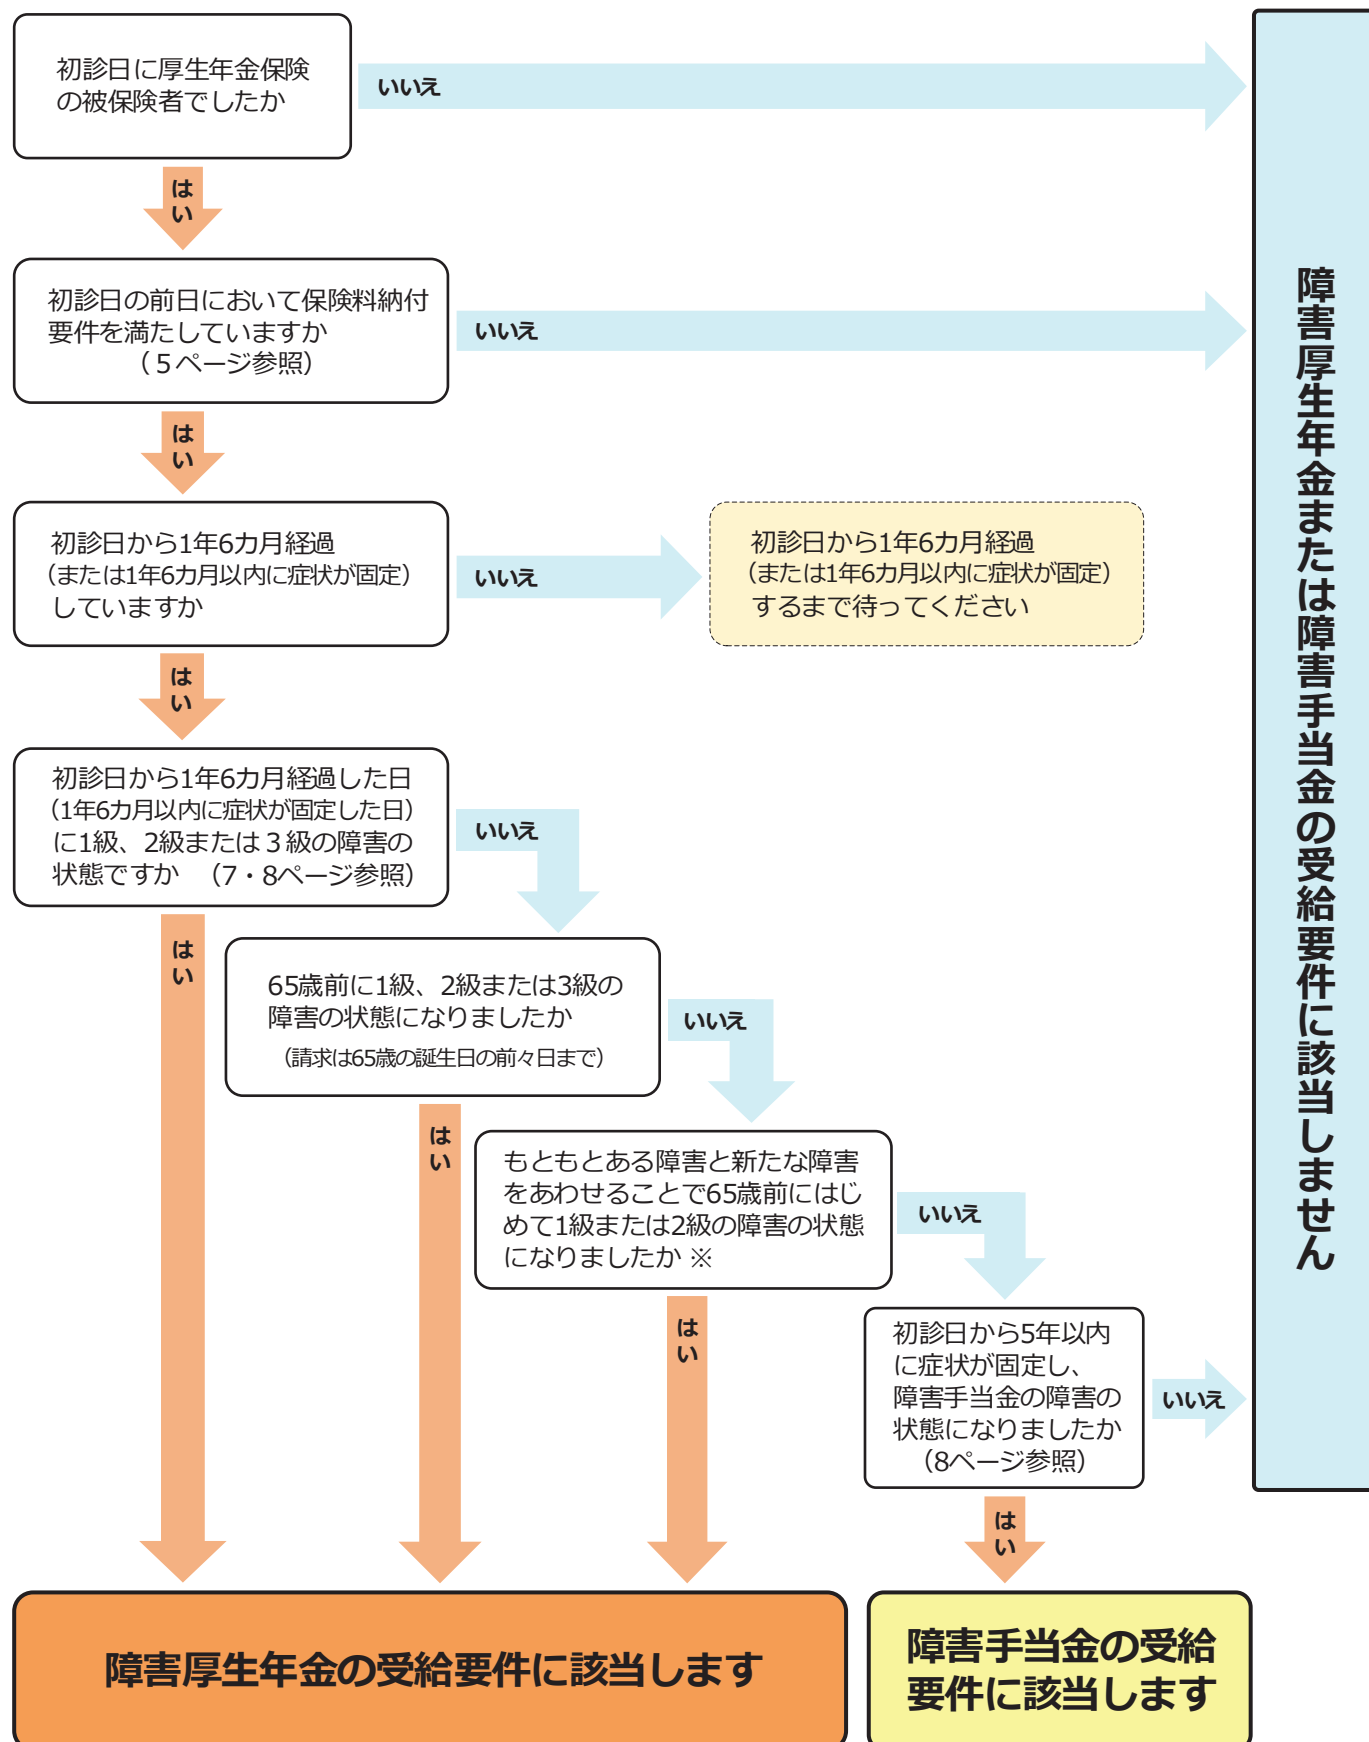 初診日に厚生年金保険
の被保険者でしたか
いいえ
はい
初診日の前日において保険料納付
要件を満たしていますか
（５ページ参照）
いいえ
はい
初診日から1年6カ月経過
（または1年6カ月以内に症状が固定）
していますか
いいえ
初診日から1年6カ月経過
（または1年6カ月以内に症状が固定）
するまで待ってください
はい
初診日から1年6カ月経過した日
（1年6カ月以内に症状が固定した日）
に1級、2級または３級の障害の
状態ですか （7・8ページ参照）
いいえ
はい
65歳前に1級、2級または3級の
障害の状態になりましたか
（請求は65歳の誕生日の前々日まで）
いいえ
はい
もともとある障害と新たな障害
をあわせることで65歳前にはじ
めて1級または2級の障害の状態
になりましたか ※
いいえ
はい
初診日から5年以内
に症状が固定し、
障害手当金の障害の
状態になりましたか
（8ページ参照）
いいえ
はい
障害厚生年金の受給要件に該当します
障害手当金の受給
要件に該当します
障害厚生年金または障害手当金の受給要件に該当しません